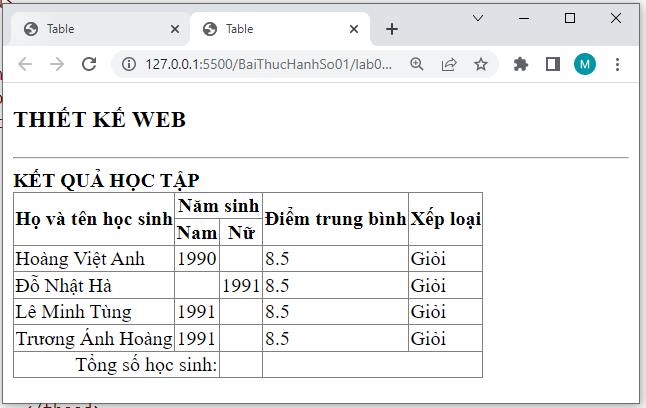 Table Table
127.0.0.1:5500/BaiThucHanhSo01/lab0... M
THIẾT KẾ WEB
KẾT QUẢ HỌC TẬP
Họ và tên học sinh Năm sinh Điểm trung bình Xếp loại
Nam Nữ
Hoàng Việt Anh 1990 8.5 Giỏi
Đỗ Nhật Hà 1991 8.5 Giỏi
Lê Minh Tùng 1991 8.5 Giỏi
Trương Ánh Hoàng 1991 8.5 Giỏi
Tổng số học sinh: